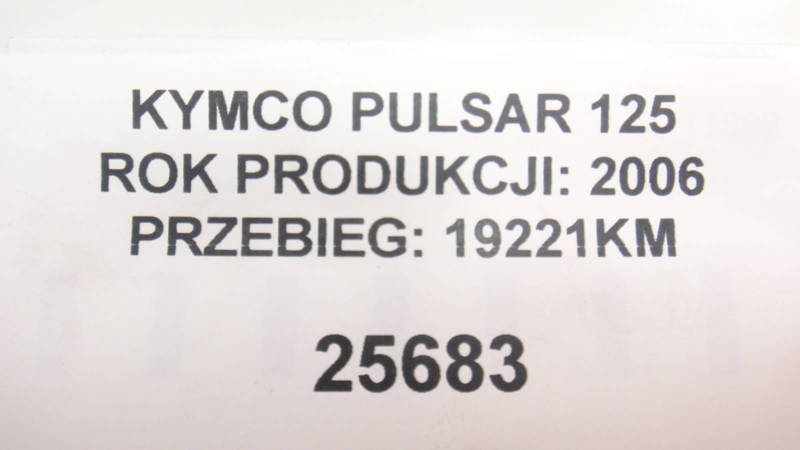 KYMCO PULSAR 125
ROK PRODUKCJI: 2006
PRZEBIEG: 19221KM
25683